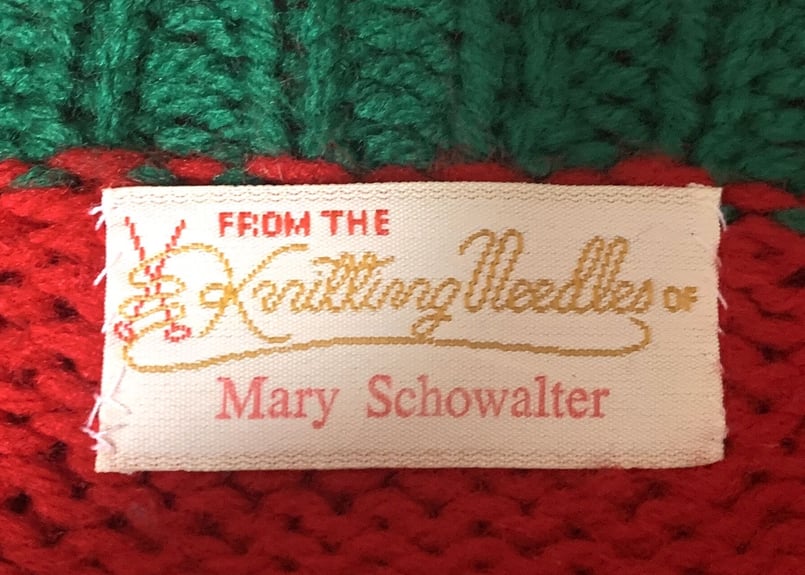 FROM THE
Knitting Needles OF
Mary Schowalter